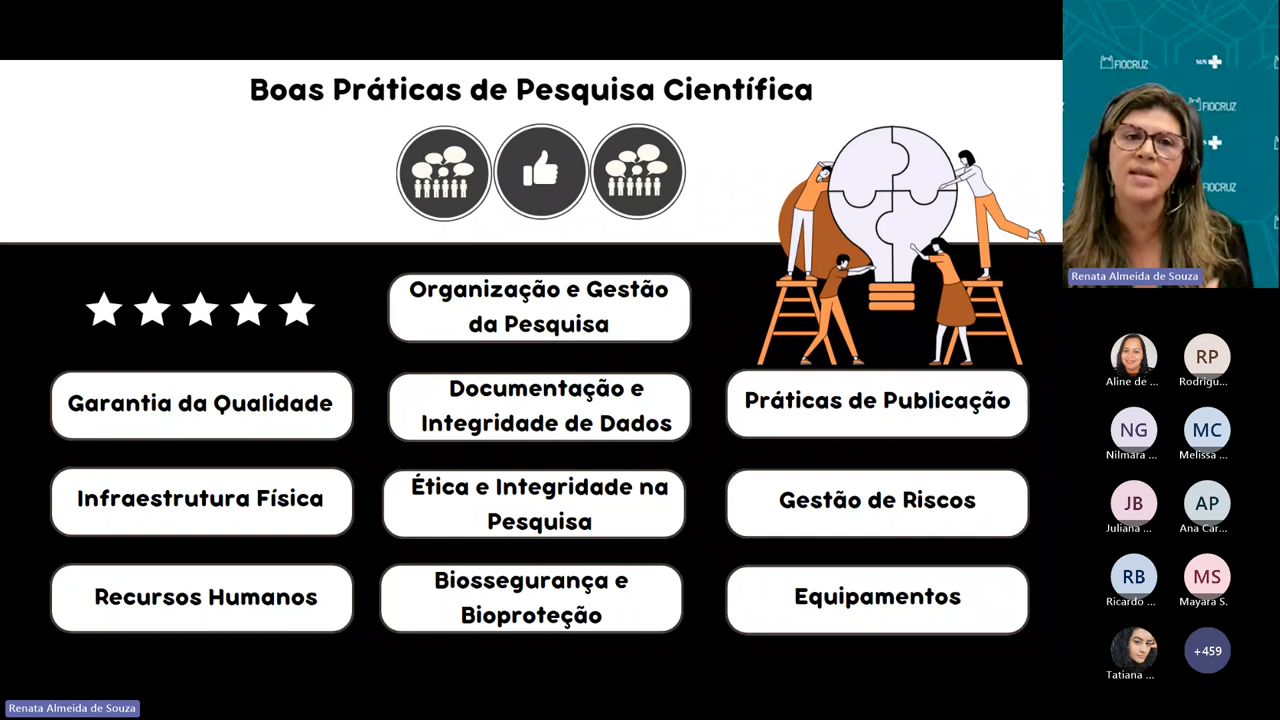 Boas Práticas de Pesquisa Científica
Organização e Gestão
da Pesquisa
Garantia da Qualidade
Documentação e
Integridade de Dados
Práticas de Publicação
Infraestrutura Física
Ética e Integridade na
Pesquisa
Gestão de Riscos
Recursos Humanos
Biossegurança e
Bioproteção
Equipamentos
FIOCRUZ
SUS
FIOCRUZ
FIOCRUZ
Renata Almeida de Souza
Aline de ...
RP
Rodrigu...
NG
Nilmara ...
MC
Melissa ...
JB
Juliana ...
AP
Ana Car...
RB
Ricardo ...
MS
Mayara S.
Tatiana ...
+459
Renata Almeida de Souza